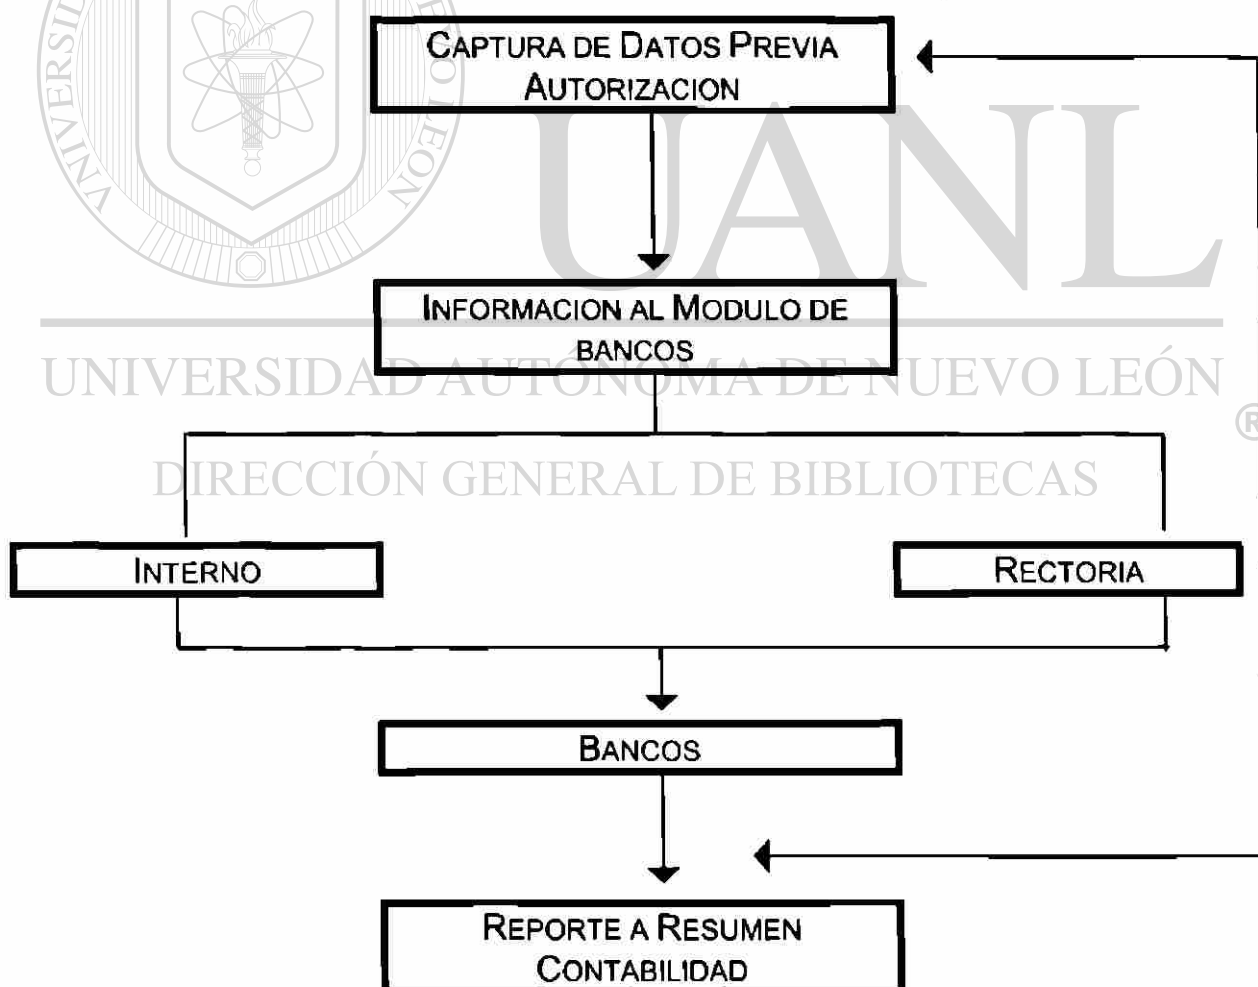 CAPTURA DE DATOS PREVIA
AUTORIZACION
UANL
INFORMACION AL MODULO DE
BANCOS
UNIVERSIDAD AUTÓNOMA DE NUEVO LEÓN
®
DIRECCIÓN GENERAL DE BIBLIOTECAS
INTERNO
RECTORIA
BANCOS
REPORTE A RESUMEN
CONTABILIDAD